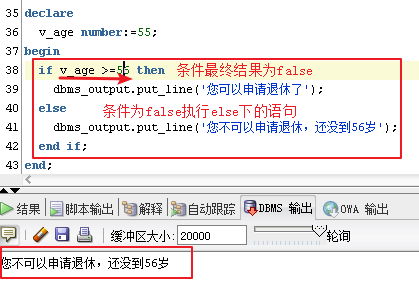 35 declare
36 v_age number:=55;
37 begin
38 if v_age >=56 then 条件最终结果为false
39 dbms_output.put_line('您可以申请退休了');
40 else 条件为false执行else下的语句
41 dbms_output.put_line('您不可以申请退休，还没到56岁');
42 end if;
43 end;
结果 脚本输出 解释 自动跟踪 DBMS 输出 OWA 输出
缓冲区大小: 20000 轮询
您不可以申请退休，还没到56岁